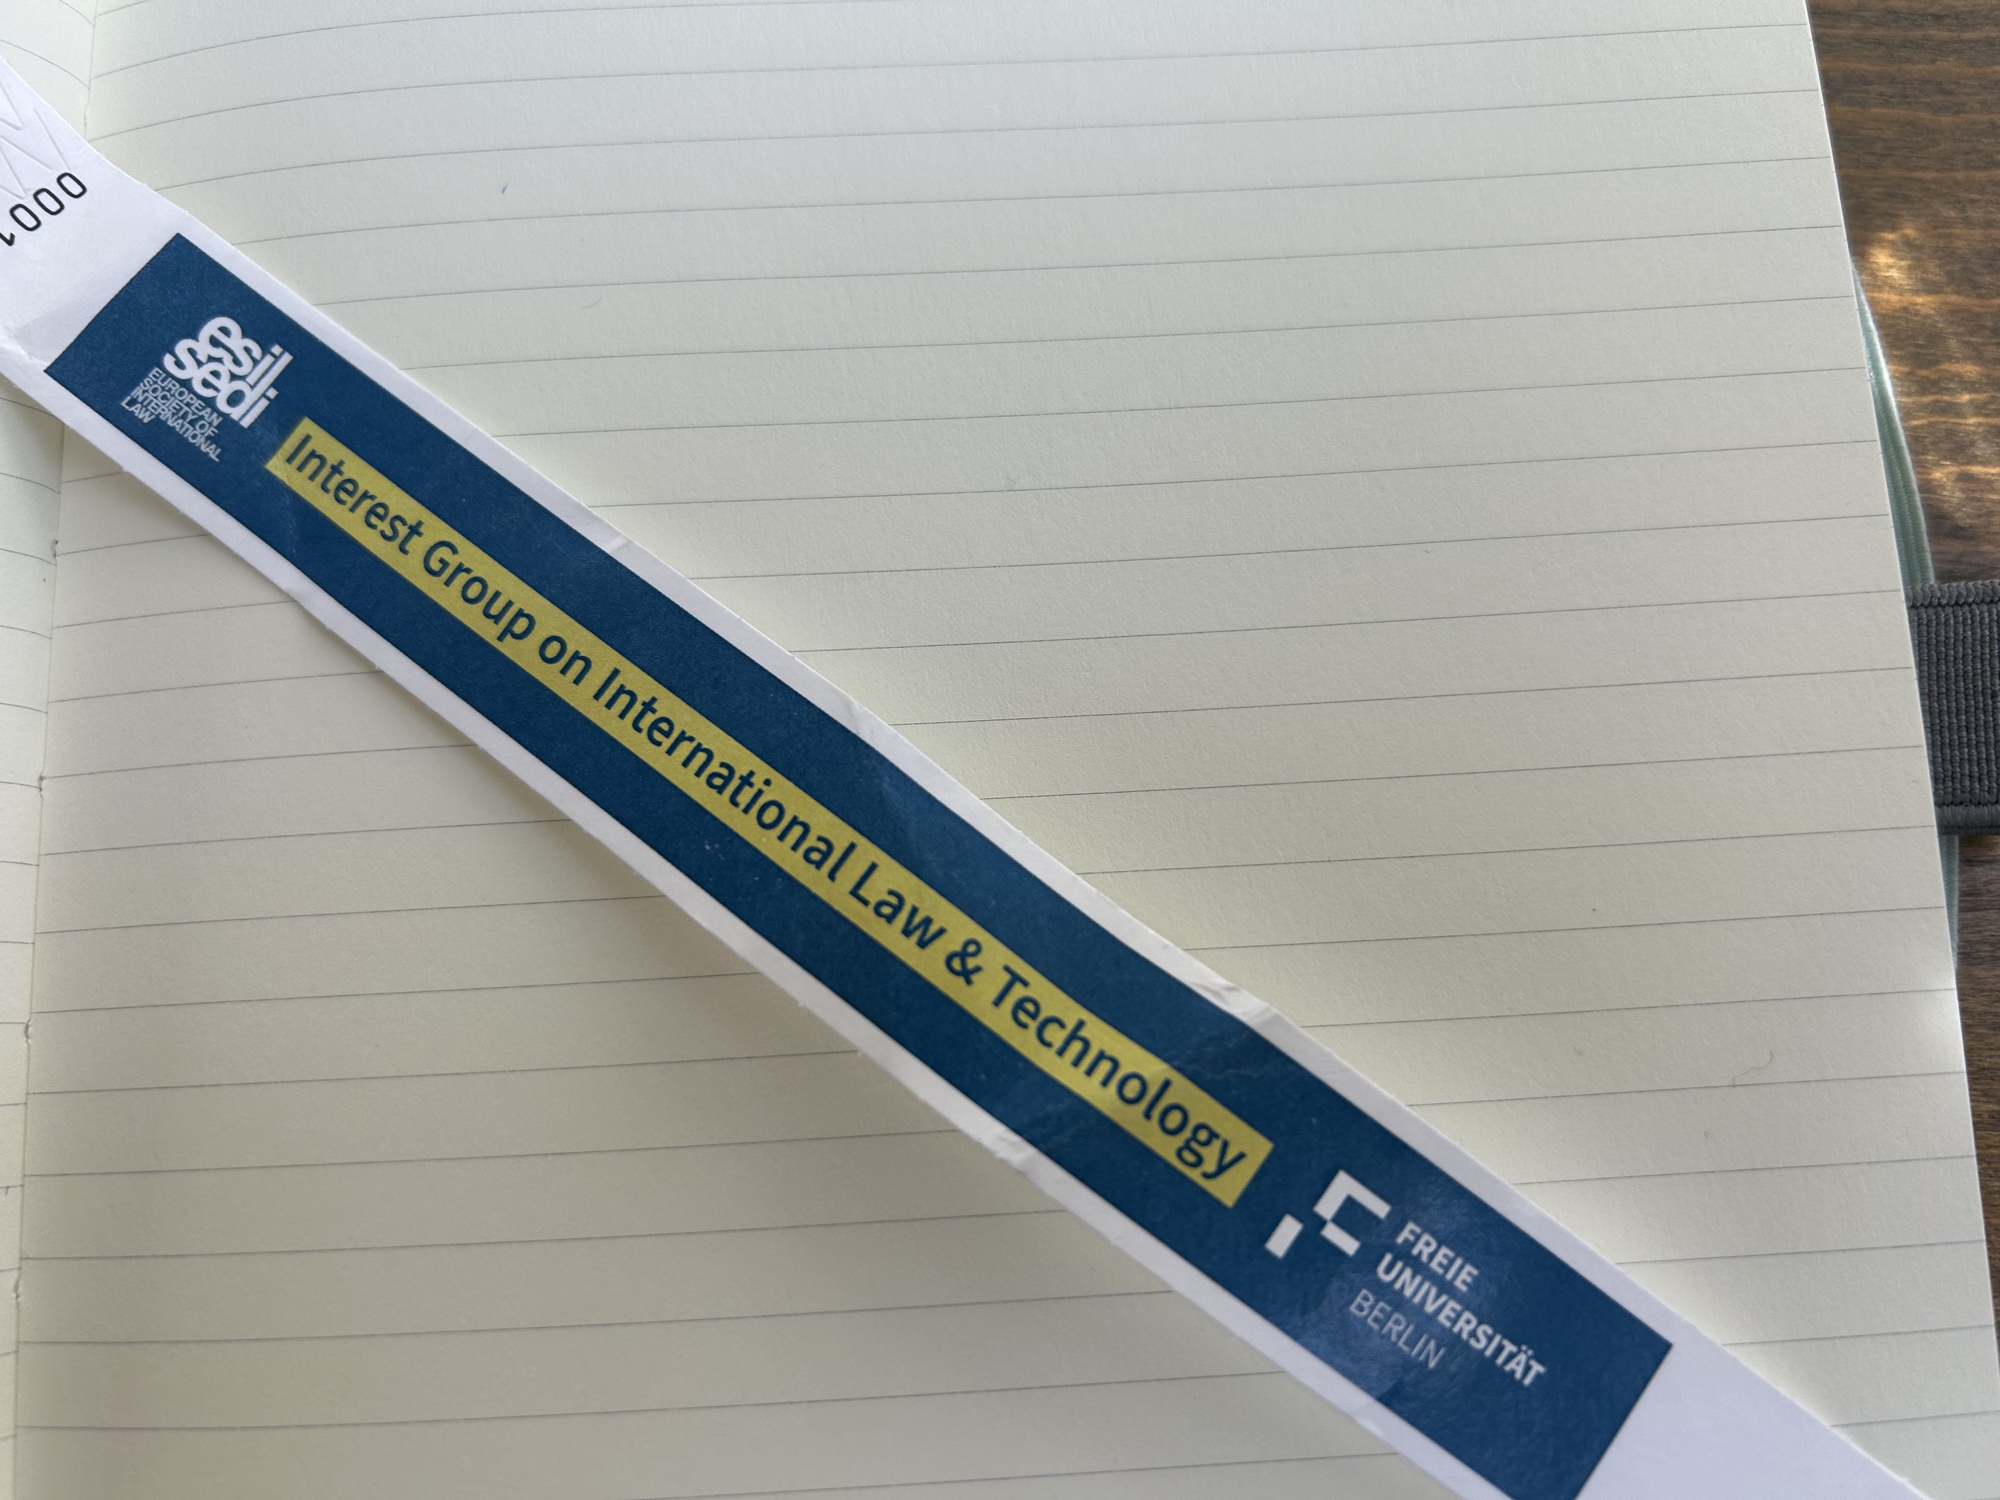 0001
esil
sedi
EUROPEAN
SOCIETY OF
INTERNATIONAL
LAW
Interest Group on International Law & Technology
FREIE
UNIVERSITÄT
BERLIN